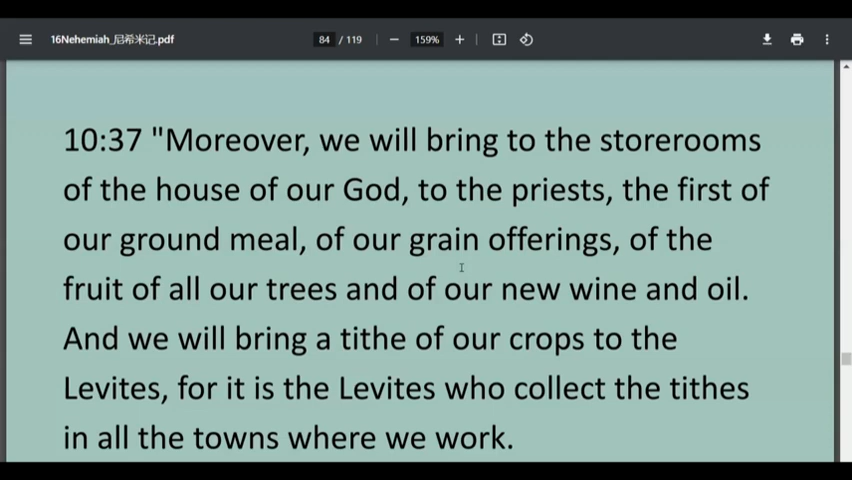 16Nehemiah_尼希米记.pdf
84 / 119
159%
10:37 "Moreover, we will bring to the storerooms
of the house of our God, to the priests, the first of
our ground meal, of our grain offerings, of the
fruit of all our trees and of our new wine and oil.
And we will bring a tithe of our crops to the
Levites, for it is the Levites who collect the tithes
in all the towns where we work.